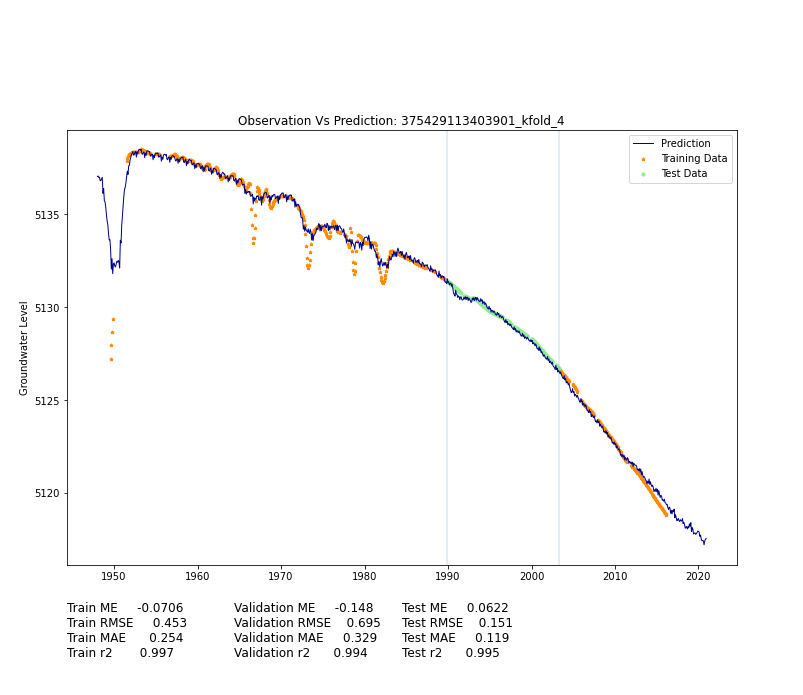 Observation Vs Prediction: 375429113403901_kfold_4
Prediction
Training Data
Test Data
Groundwater Level
5135
5130
5125
5120
1950 1960 1970 1980 1990 2000 2010 2020
Train ME -0.0706 Validation ME -0.148 Test ME 0.0622
Train RMSE 0.453 Validation RMSE 0.695 Test RMSE 0.151
Train MAE 0.254 Validation MAE 0.329 Test MAE 0.119
Train r2 0.997 Validation r2 0.994 Test r2 0.995